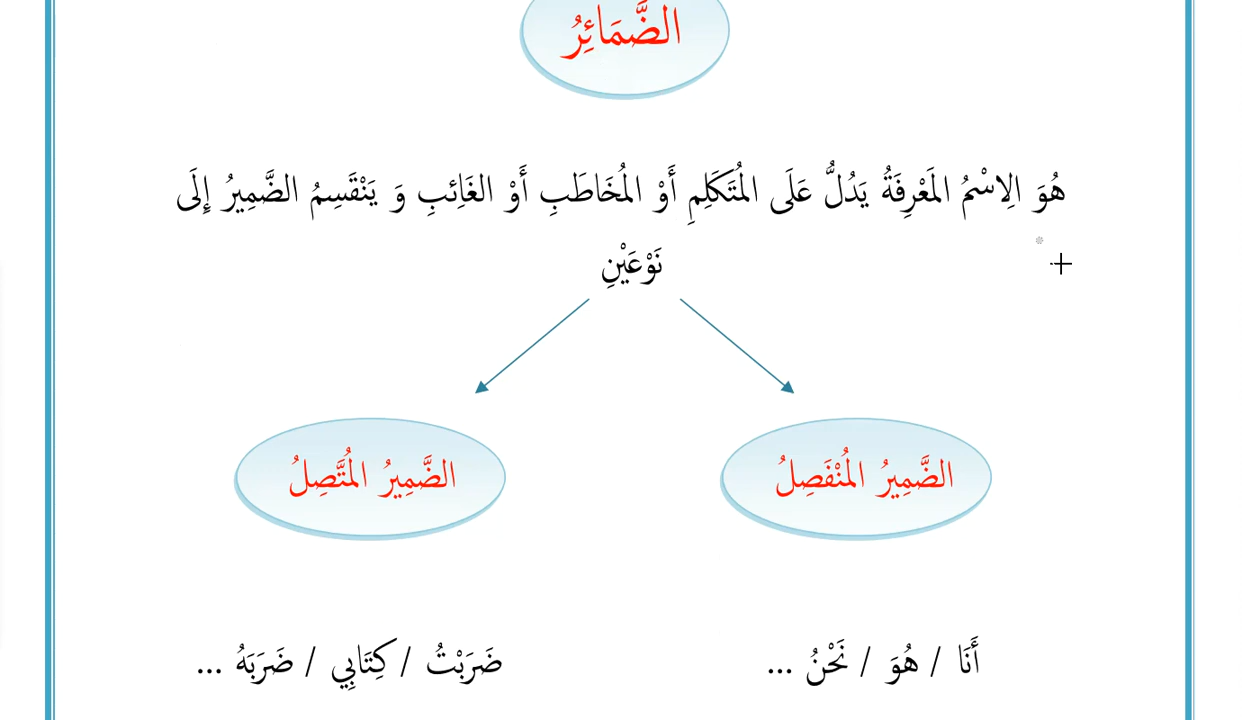 الضَّمَائِرُ
هُوَ الِاسْمُ المَعْرِفَةُ يَدُلُّ عَلَى المُتَكَلِمِ أَوْ المُخَاطَبِ أَوْ الغَائِبِ وَ يَنْقَسِمُ الضَّمِيرُ إِلَى
نَوْعَيْنِ
الضَّمِيرُ المُنْفَصِلُ
الضَّمِيرُ المُتَّصِلُ
أَنَا / هُوَ / نَحْنُ ...
ضَرَبْتُ / كِتَابِي / ضَرَبَهُ ...